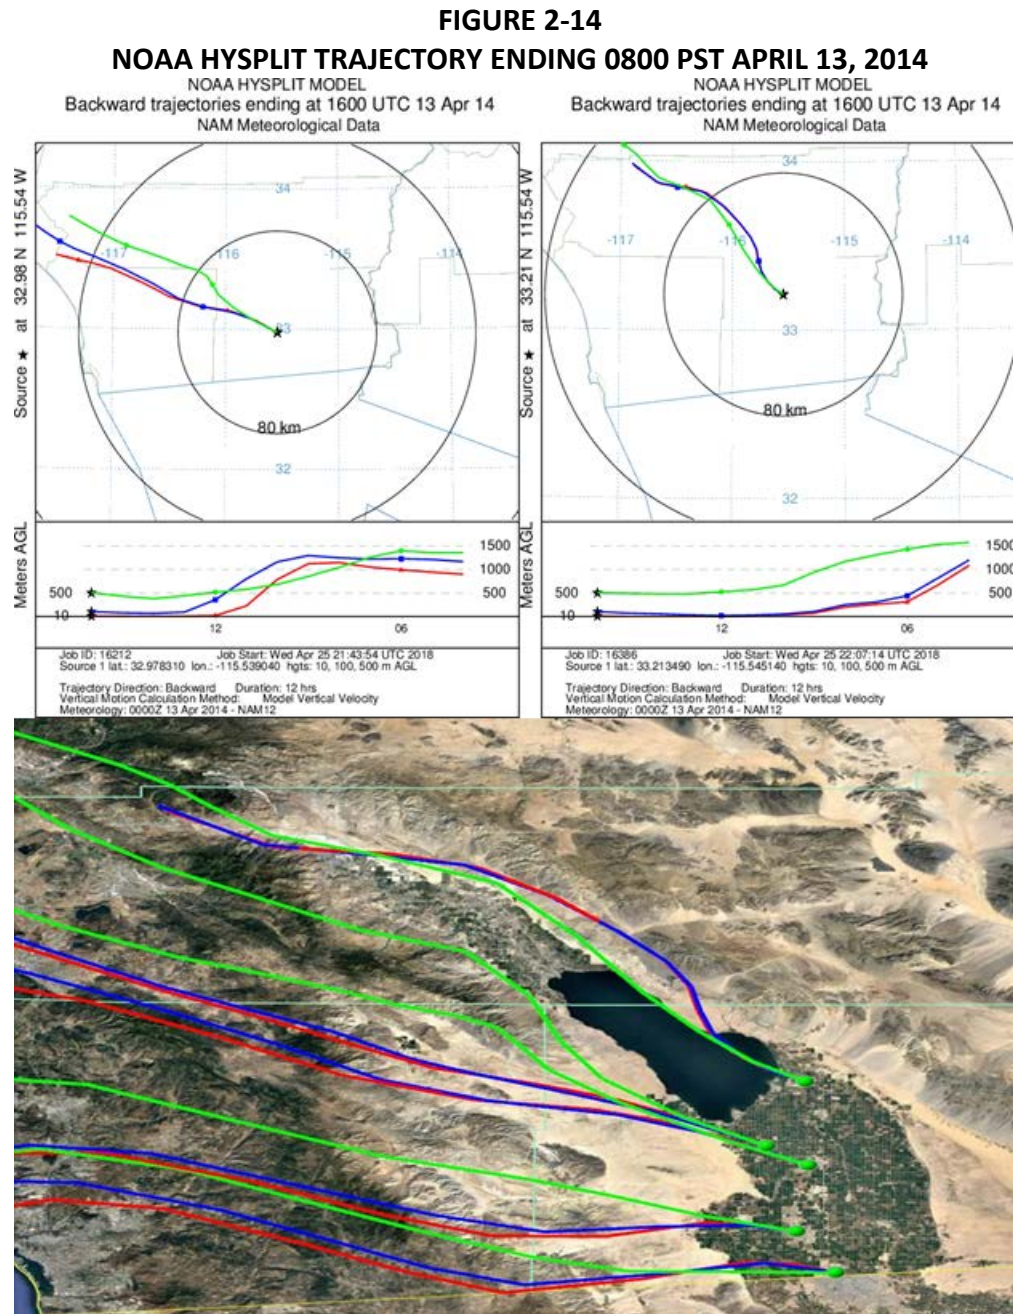 FIGURE 2-14
NOAA HYSPLIT TRAJECTORY ENDING 0800 PST APRIL 13, 2014
NOAA HYSPLIT MODEL
Backward trajectories ending at 1600 UTC 13 Apr 14
NAM Meteorological Data
Source ★ at 32.98 N 115.54 W
34
-117
-116
-115
-114
33
80 km
32
Meters AGL
1500
1000
500
500
10
12
06
Job ID: 16212 Job Start: Wed Apr 25 21:43:54 UTC 2018
Source 1 lat.: 32.978310 lon.: -115.539040 hgts: 10, 100, 500 m AGL
Trajectory Direction: Backward Duration: 12 hrs
Vertical Motion Calculation Method: Model Vertical Velocity
Meteorology: 0000Z 13 Apr 2014 - NAM12
NOAA HYSPLIT MODEL
Backward trajectories ending at 1600 UTC 13 Apr 14
NAM Meteorological Data
Source ★ at 33.21 N 115.54 W
34
-117
-116
-115
-114
33
80 km
32
Meters AGL
1500
1000
500
500
10
12
06
Job ID: 16386 Job Start: Wed Apr 25 22:07:14 UTC 2018
Source 1 lat.: 33.213490 lon.: -115.545140 hgts: 10, 100, 500 m AGL
Trajectory Direction: Backward Duration: 12 hrs
Vertical Motion Calculation Method: Model Vertical Velocity
Meteorology: 0000Z 13 Apr 2014 - NAM12